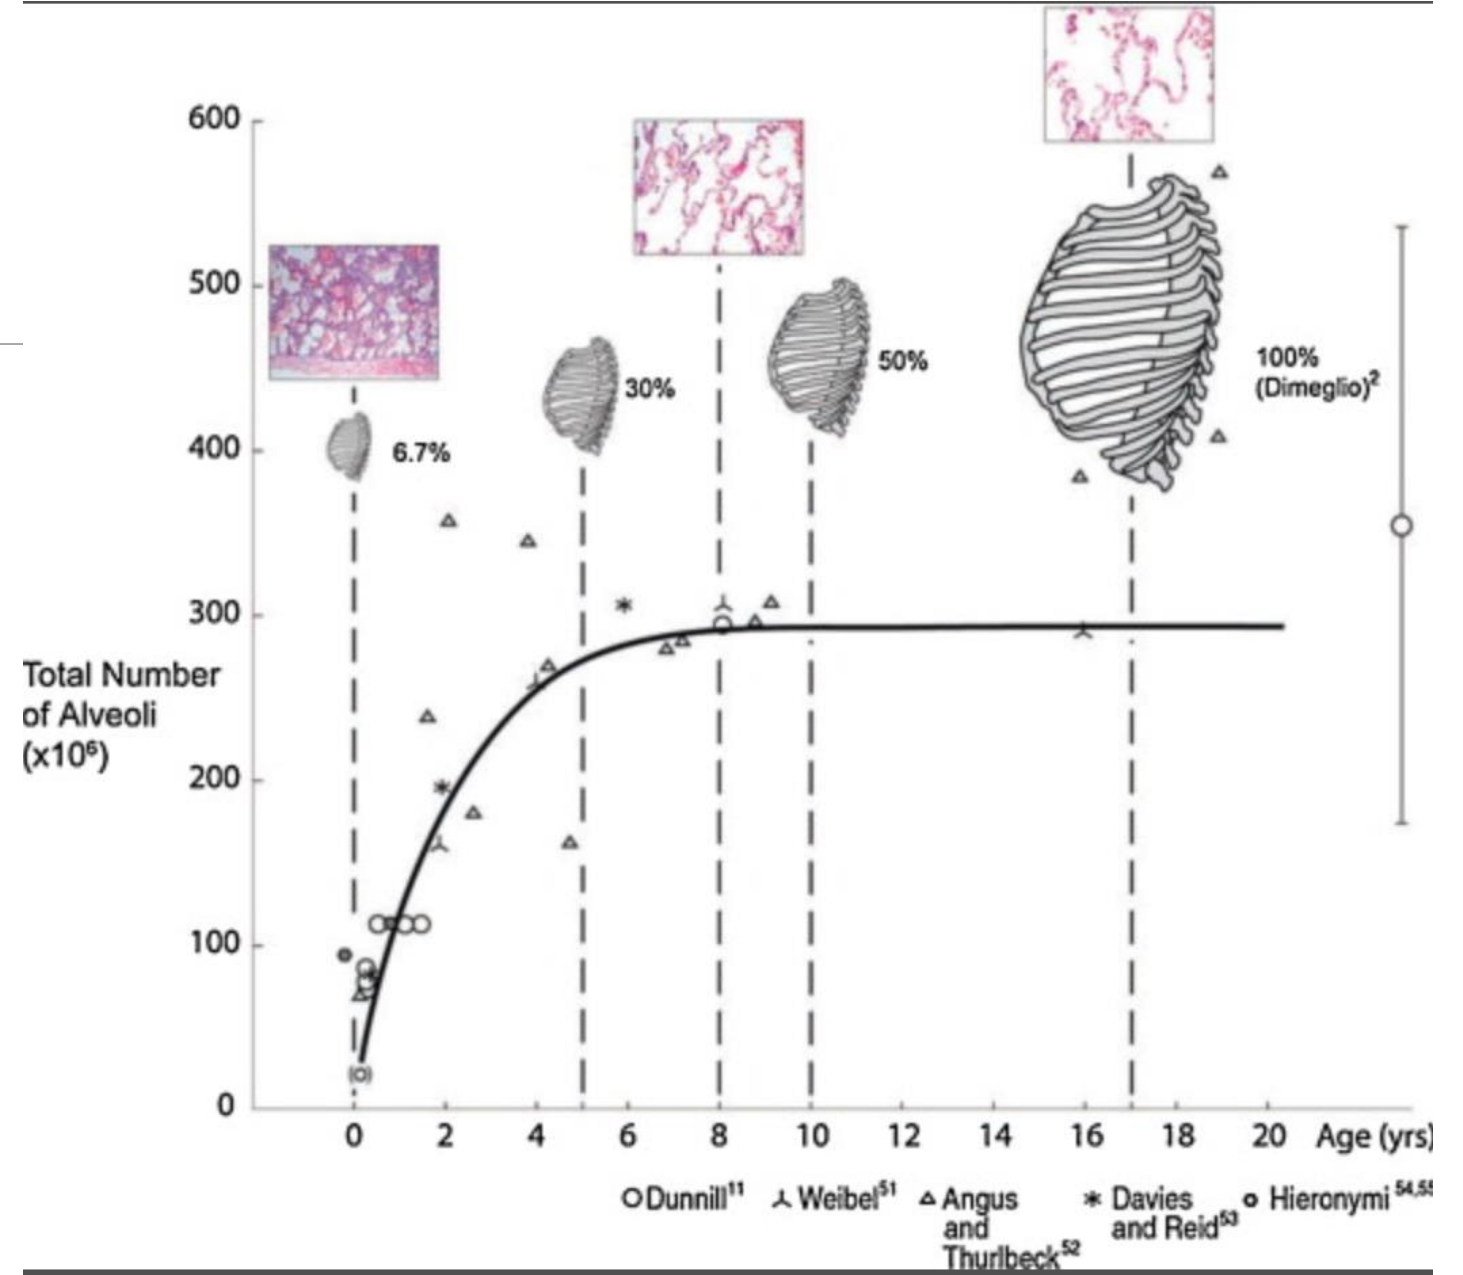 600
500
400
300
200
100
0
Total Number
of Alveoli
(x10⁶)
6.7%
30%
50%
100%
(Dimeglio)²
0 2 4 6 8 10 12 14 16 18 20 Age (yrs)
Dunnill¹¹
Weibel⁵¹
Angus
and
Thurlbeck⁵²
Davies
and Reid⁵³
Hieronymi ⁵⁴,⁵⁵